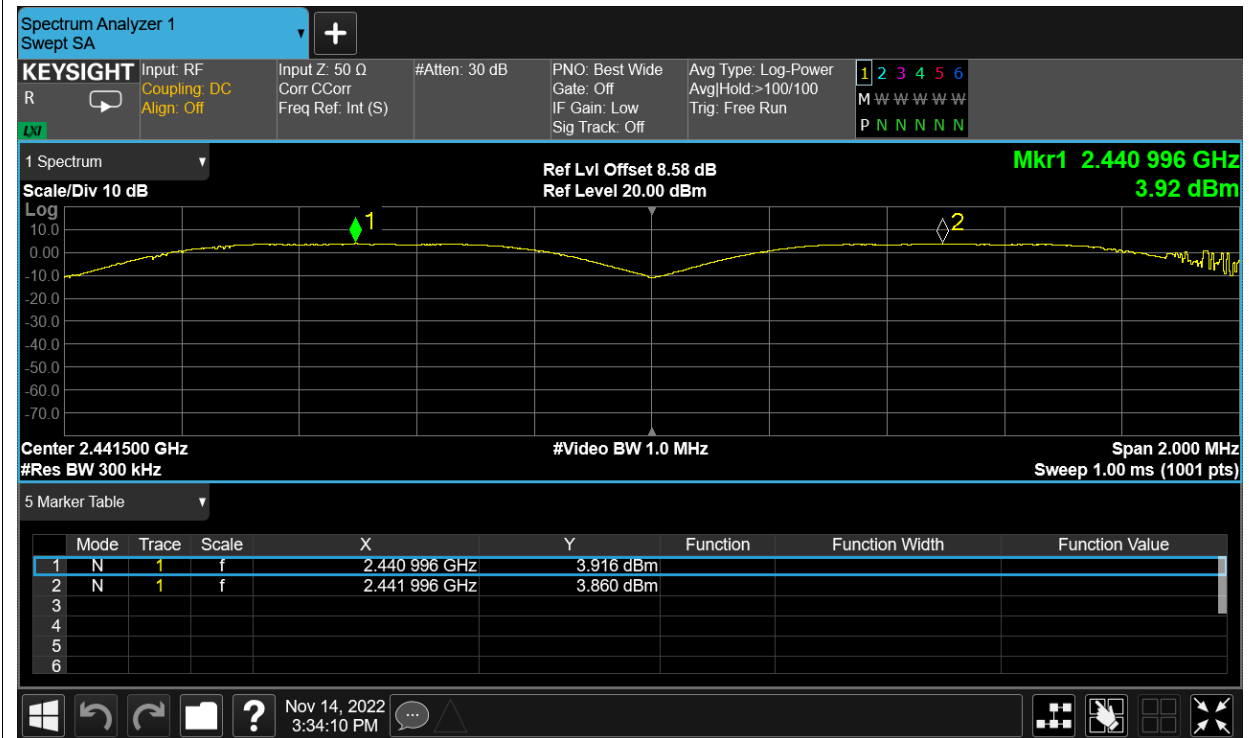 Spectrum Analyzer 1
Swept SA
KEYSIGHT
R
LXI
Input: RF
Coupling: DC
Align: Off
Input Z: 50 Ω
Corr CCorr
Freq Ref: Int (S)
#Atten: 30 dB
PNO: Best Wide
Gate: Off
IF Gain: Low
Sig Track: Off
Avg Type: Log-Power
Avg|Hold:>100/100
Trig: Free Run
1 2 3 4 5 6
M W W W W W
P N N N N N
1 Spectrum
Scale/Div 10 dB
Ref Lvl Offset 8.58 dB
Ref Level 20.00 dBm
Mkr1 2.440 996 GHz
3.92 dBm
Log
10.0
0.00
-10.0
-20.0
-30.0
-40.0
-50.0
-60.0
-70.0
1
2
Center 2.441500 GHz
#Video BW 1.0 MHz
Span 2.000 MHz
#Res BW 300 kHz
Sweep 1.00 ms (1001 pts)
5 Marker Table
Mode Trace Scale X Y Function Function Width Function Value
1 N 1 f 2.440 996 GHz 3.916 dBm
2 N 1 f 2.441 996 GHz 3.860 dBm
3
4
5
6
?
Nov 14, 2022
3:34:10 PM